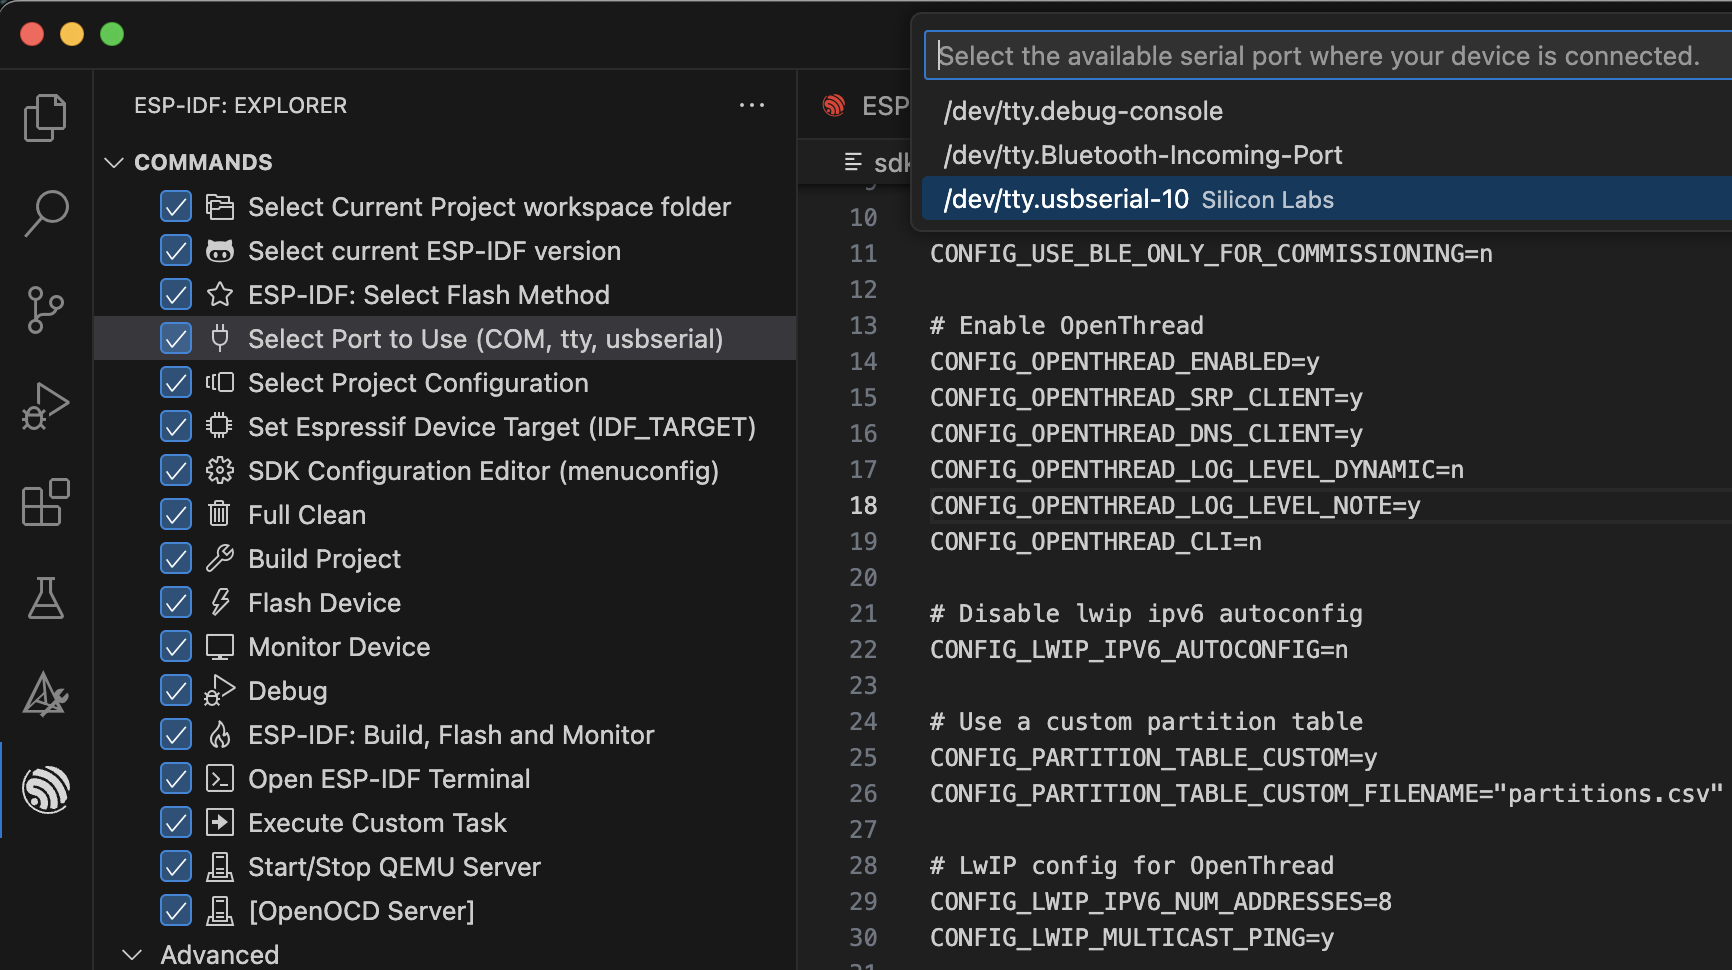 ESP-IDF: EXPLORER
COMMANDS
Select Current Project workspace folder
Select current ESP-IDF version
ESP-IDF: Select Flash Method
Select Port to Use (COM, tty, usbserial)
Select Project Configuration
Set Espressif Device Target (IDF_TARGET)
SDK Configuration Editor (menuconfig)
Full Clean
Build Project
Flash Device
Monitor Device
Debug
ESP-IDF: Build, Flash and Monitor
Open ESP-IDF Terminal
Execute Custom Task
Start/Stop QEMU Server
[OpenOCD Server]
Advanced
Select the available serial port where your device is connected.
/dev/tty.debug-console
/dev/tty.Bluetooth-Incoming-Port
/dev/tty.usbserial-10 Silicon Labs
ESP
sdk
10
11 CONFIG_USE_BLE_ONLY_FOR_COMMISSIONING=n
12
13 # Enable OpenThread
14 CONFIG_OPENTHREAD_ENABLED=y
15 CONFIG_OPENTHREAD_SRP_CLIENT=y
16 CONFIG_OPENTHREAD_DNS_CLIENT=y
17 CONFIG_OPENTHREAD_LOG_LEVEL_DYNAMIC=n
18 CONFIG_OPENTHREAD_LOG_LEVEL_NOTE=y
19 CONFIG_OPENTHREAD_CLI=n
20
21 # Disable lwip ipv6 autoconfig
22 CONFIG_LWIP_IPV6_AUTOCONFIG=n
23
24 # Use a custom partition table
25 CONFIG_PARTITION_TABLE_CUSTOM=y
26 CONFIG_PARTITION_TABLE_CUSTOM_FILENAME="partitions.csv"
27
28 # LwIP config for OpenThread
29 CONFIG_LWIP_IPV6_NUM_ADDRESSES=8
30 CONFIG_LWIP_MULTICAST_PING=y